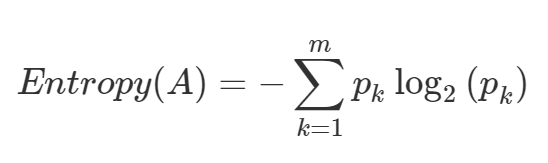 Entropy(A) = − ∑_{k=1}^{m} p_k log_2 (p_k)